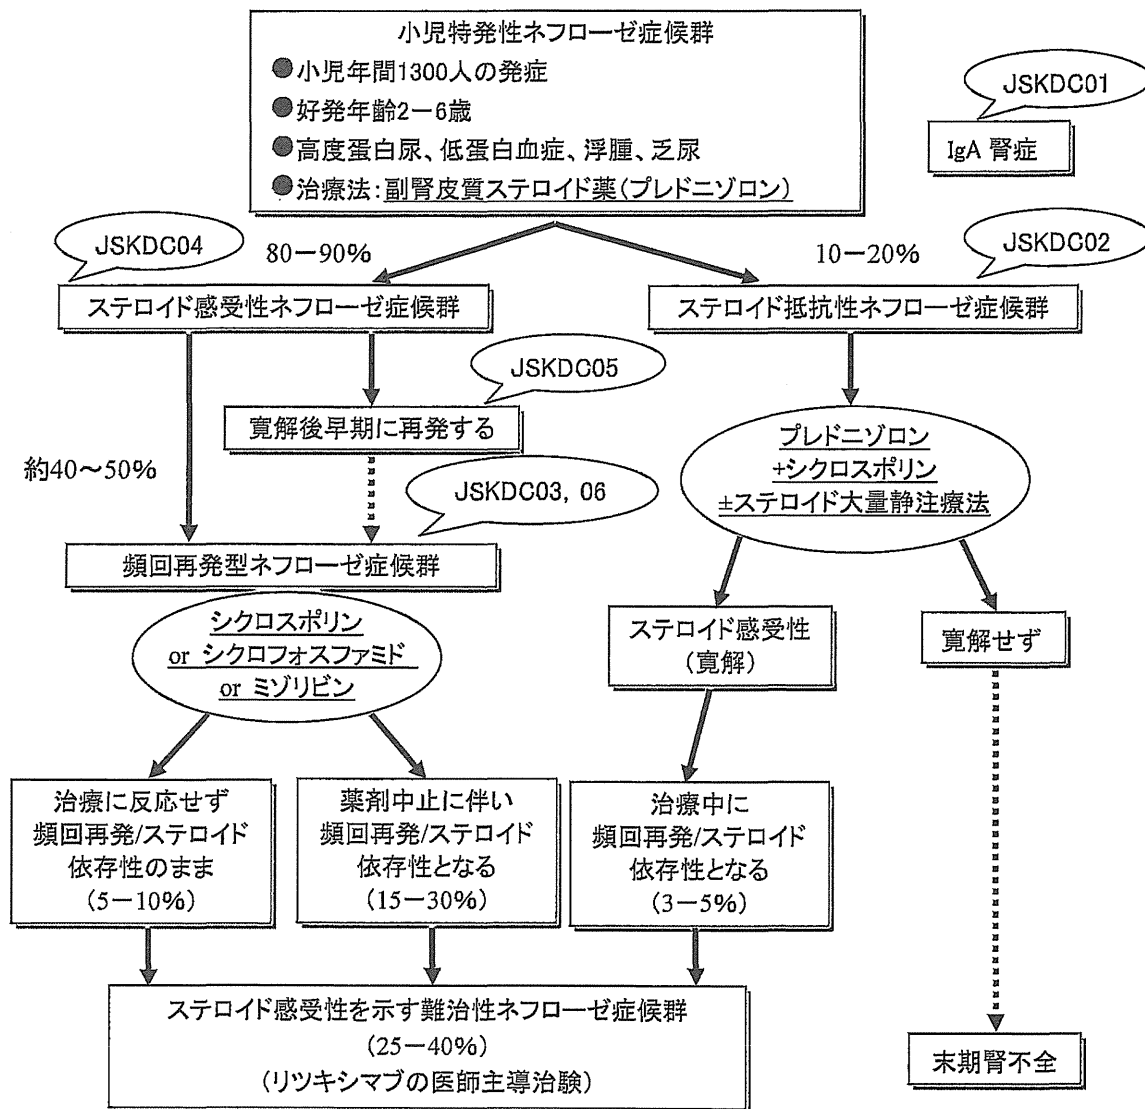 小児特発性ネフローゼ症候群
●小児年間1300人の発症
●好発年齢2－6歳
●高度蛋白尿、低蛋白血症、浮腫、乏尿
●治療法：副腎皮質ステロイド薬（プレドニゾロン）
JSKDC01
IgA 腎症
JSKDC04
80－90%
10－20%
JSKDC02
ステロイド感受性ネフローゼ症候群
ステロイド抵抗性ネフローゼ症候群
JSKDC05
寛解後早期に再発する
約40～50%
JSKDC03, 06
プレドニゾロン
+シクロスポリン
±ステロイド大量静注療法
頻回再発型ネフローゼ症候群
シクロスポリン
or シクロフォスファミド
or ミゾリビン
ステロイド感受性
（寛解）
寛解せず
治療に反応せず
頻回再発/ステロイド
依存性のまま
（5－10%）
薬剤中止に伴い
頻回再発/ステロイド
依存性となる
（15－30%）
治療中に
頻回再発/ステロイド
依存性となる
（3－5%）
ステロイド感受性を示す難治性ネフローゼ症候群
（25－40%）
（リツキシマブの医師主導治験）
末期腎不全